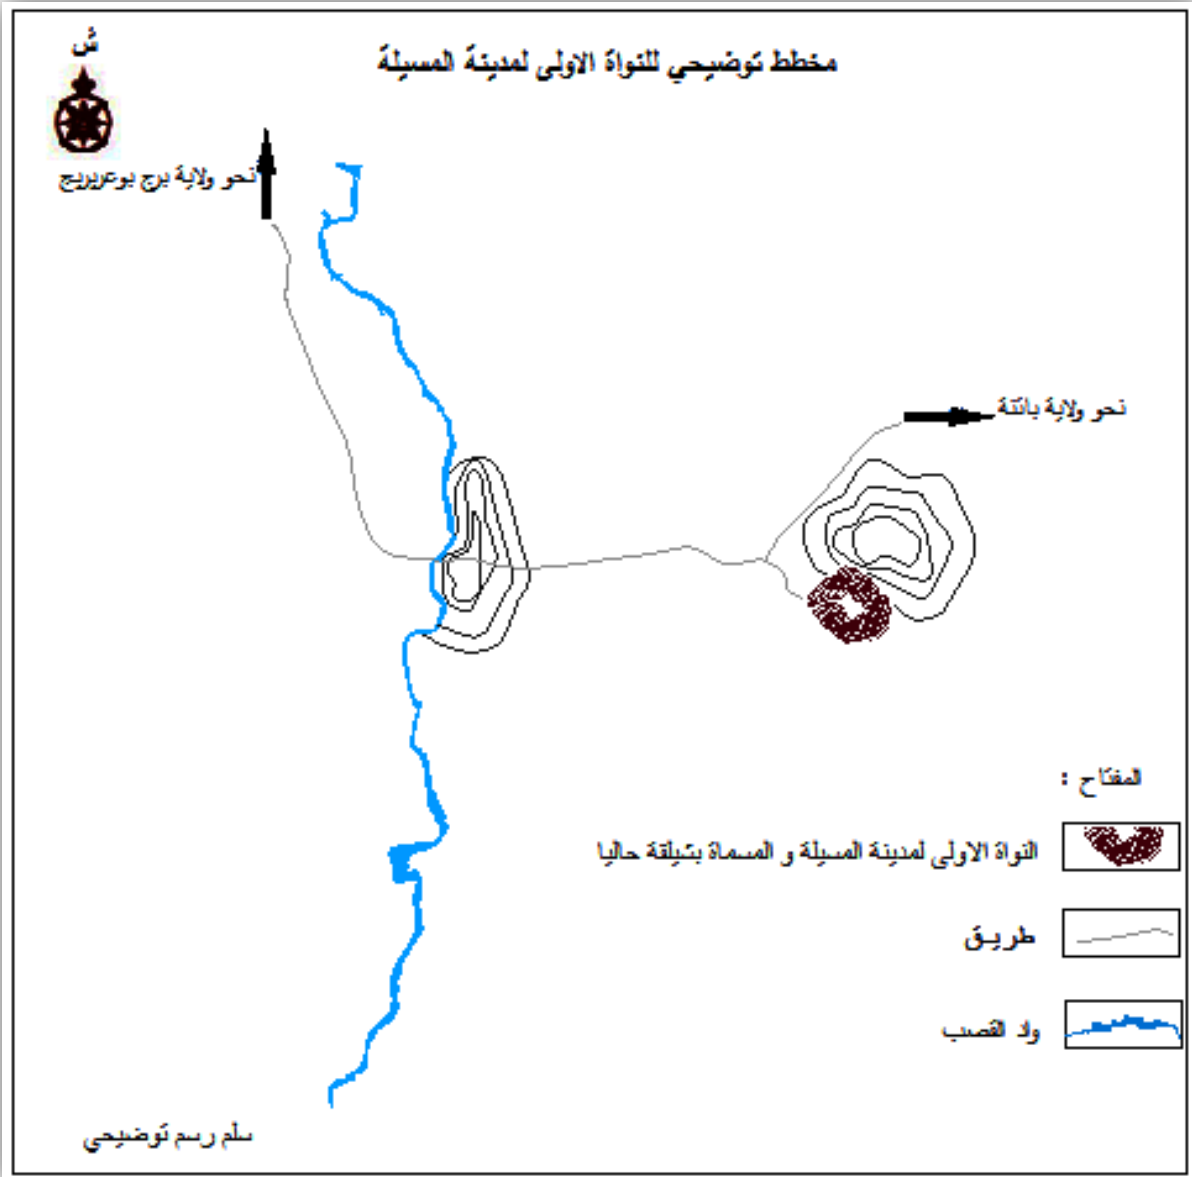 ش
مخطط توضيحي للنواة الاولى لمدينة المسيلة
نحو ولاية برج بوعريريج
نحو ولاية باتنة
المفتاح :
النواة الاولى لمدينة المسيلة و المسماة بشيلقة حاليا
طريق
واد القصب
سلم رسم توضيحي